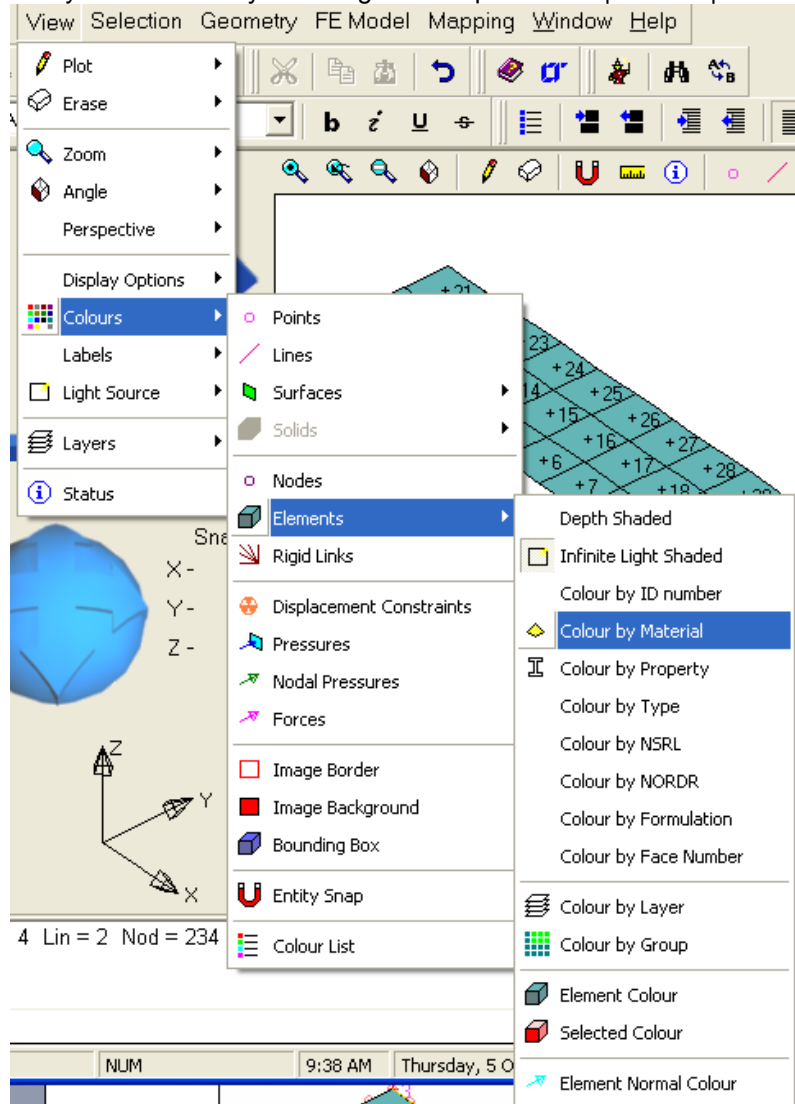 View Selection Geometry FE Model Mapping Window Help
Plot
Erase
Zoom
Angle
Perspective
Display Options
Colours
Labels
Light Source
Layers
Status
b i U S
A B
Points
Lines
Surfaces
Solids
Nodes
Elements
Rigid Links
Displacement Constraints
Pressures
Nodal Pressures
Forces
Image Border
Image Background
Bounding Box
Entity Snap
Colour List
Depth Shaded
Infinite Light Shaded
Colour by ID number
Colour by Material
Colour by Property
Colour by Type
Colour by NSRL
Colour by NORDR
Colour by Formulation
Colour by Face Number
Colour by Layer
Colour by Group
Element Colour
Selected Colour
Element Normal Colour
+21
23
+24
14 +25
+15 +26
+16 +27
+6 +17 +28
+7 +18
Sna
X -
Y -
Z -
Z
Y
X
4 Lin = 2 Nod = 234
NUM 9:38 AM Thursday, 5 O